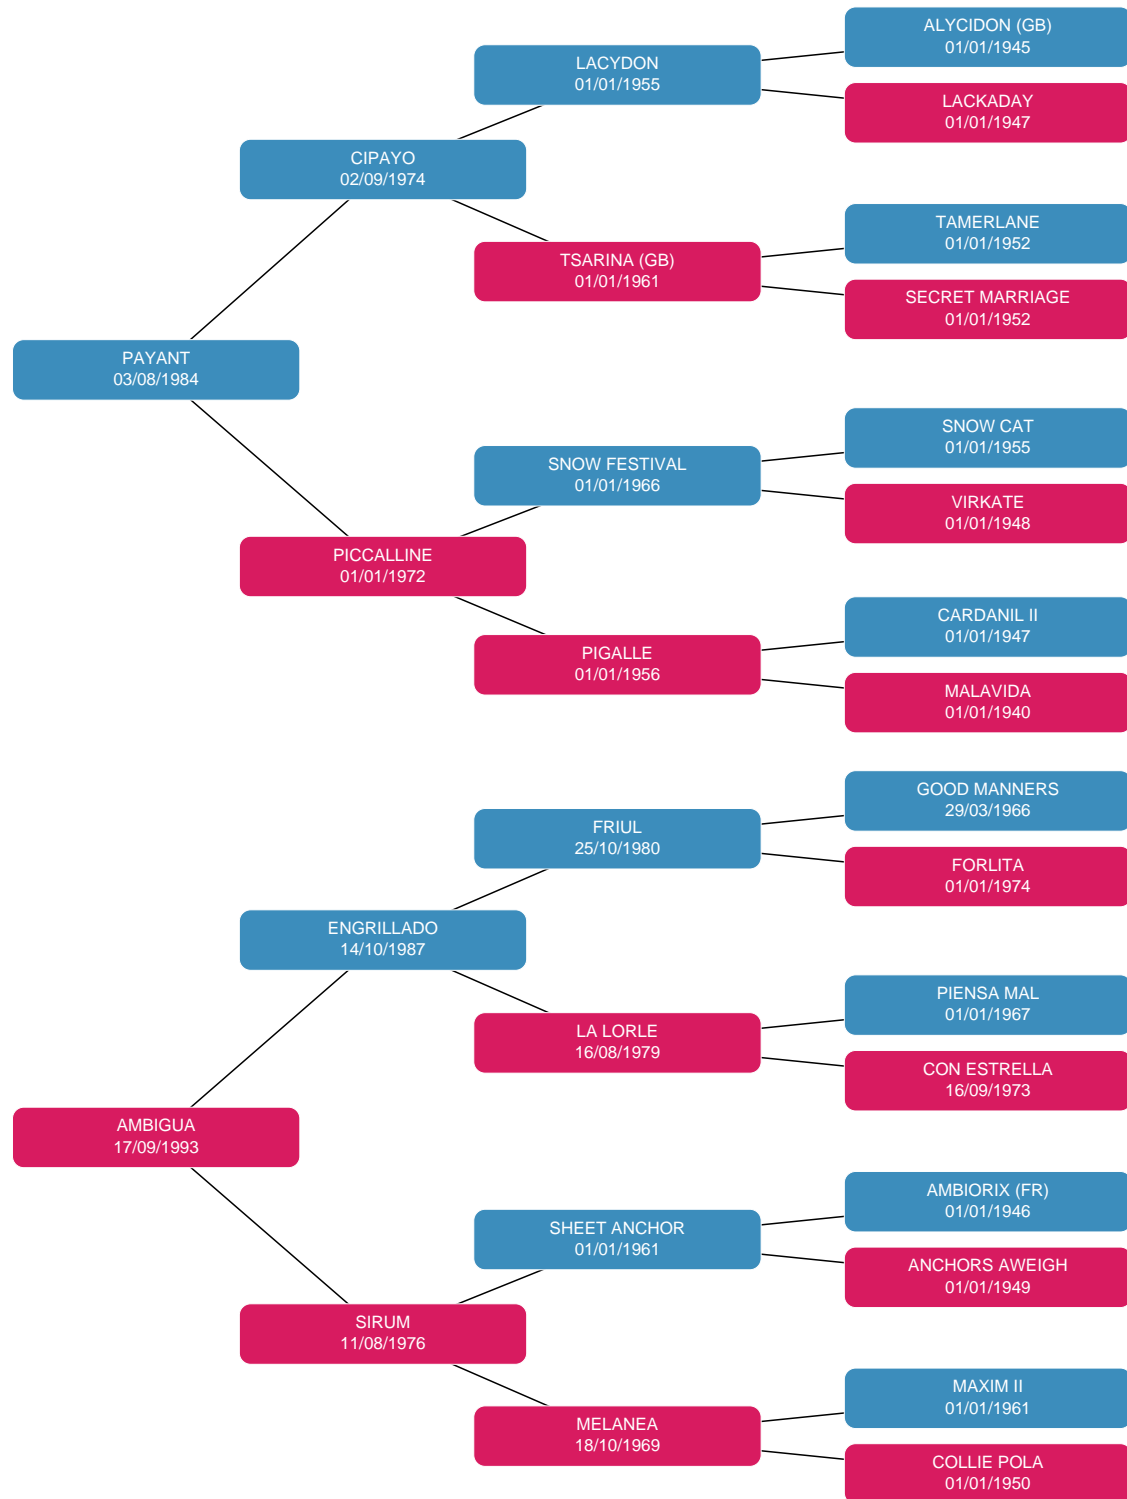 ALYCIDON (GB)
01/01/1945
LACYDON
01/01/1955
LACKADAY
01/01/1947
CIPAYO
02/09/1974
TAMERLANE
01/01/1952
TSARINA (GB)
01/01/1961
SECRET MARRIAGE
01/01/1952
PAYANT
03/08/1984
SNOW CAT
01/01/1955
SNOW FESTIVAL
01/01/1966
VIRKATE
01/01/1948
PICCALLINE
01/01/1972
CARDANIL II
01/01/1947
PIGALLE
01/01/1956
MALAVIDA
01/01/1940
GOOD MANNERS
29/03/1966
FRIUL
25/10/1980
FORLITA
01/01/1974
ENGRILLADO
14/10/1987
PIENSA MAL
01/01/1967
LA LORLE
16/08/1979
CON ESTRELLA
16/09/1973
AMBIGUA
17/09/1993
AMBIORIX (FR)
01/01/1946
SHEET ANCHOR
01/01/1961
ANCHORS AWEIGH
01/01/1949
SIRUM
11/08/1976
MAXIM II
01/01/1961
MELANEA
18/10/1969
COLLIE POLA
01/01/1950